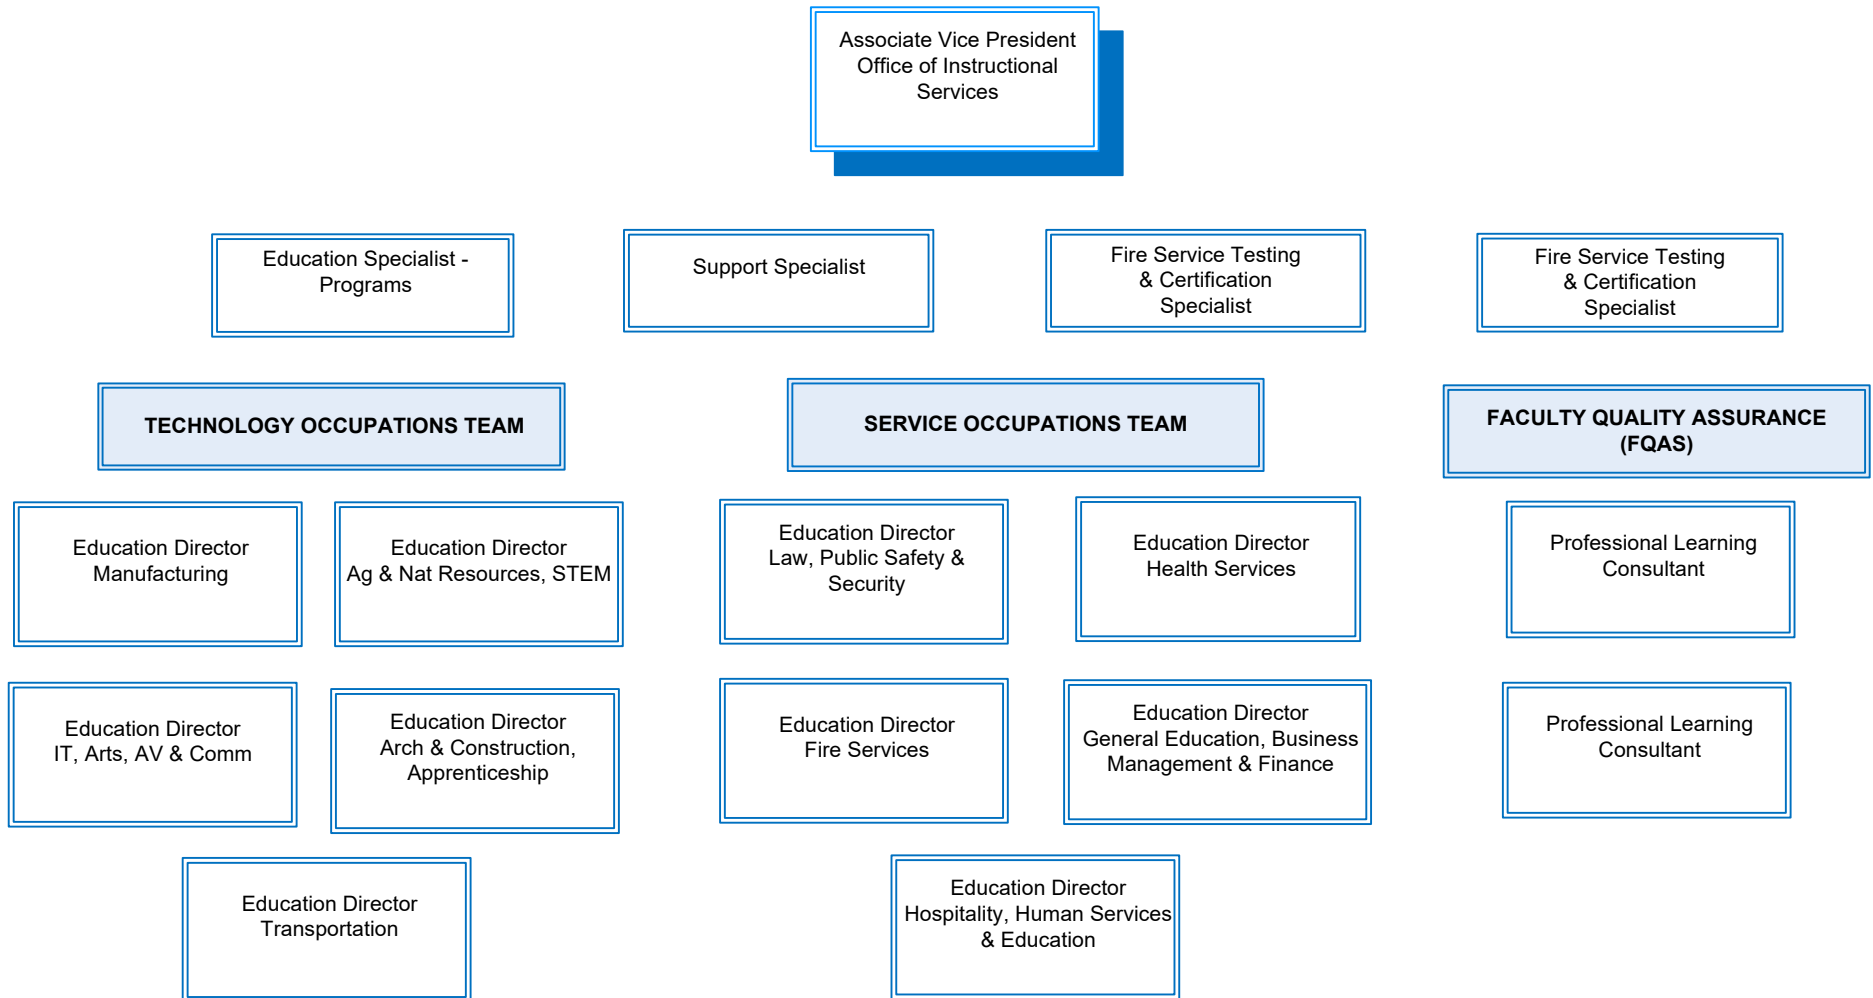 Associate Vice President
Office of Instructional
Services
Education Specialist -
Programs
Support Specialist
Fire Service Testing
& Certification
Specialist
Fire Service Testing
& Certification
Specialist
TECHNOLOGY OCCUPATIONS TEAM
SERVICE OCCUPATIONS TEAM
FACULTY QUALITY ASSURANCE
(FQAS)
Education Director
Manufacturing
Education Director
Ag & Nat Resources, STEM
Education Director
Law, Public Safety &
Security
Education Director
Health Services
Professional Learning
Consultant
Education Director
IT, Arts, AV & Comm
Education Director
Arch & Construction,
Apprenticeship
Education Director
Fire Services
Education Director
General Education, Business
Management & Finance
Professional Learning
Consultant
Education Director
Transportation
Education Director
Hospitality, Human Services
& Education